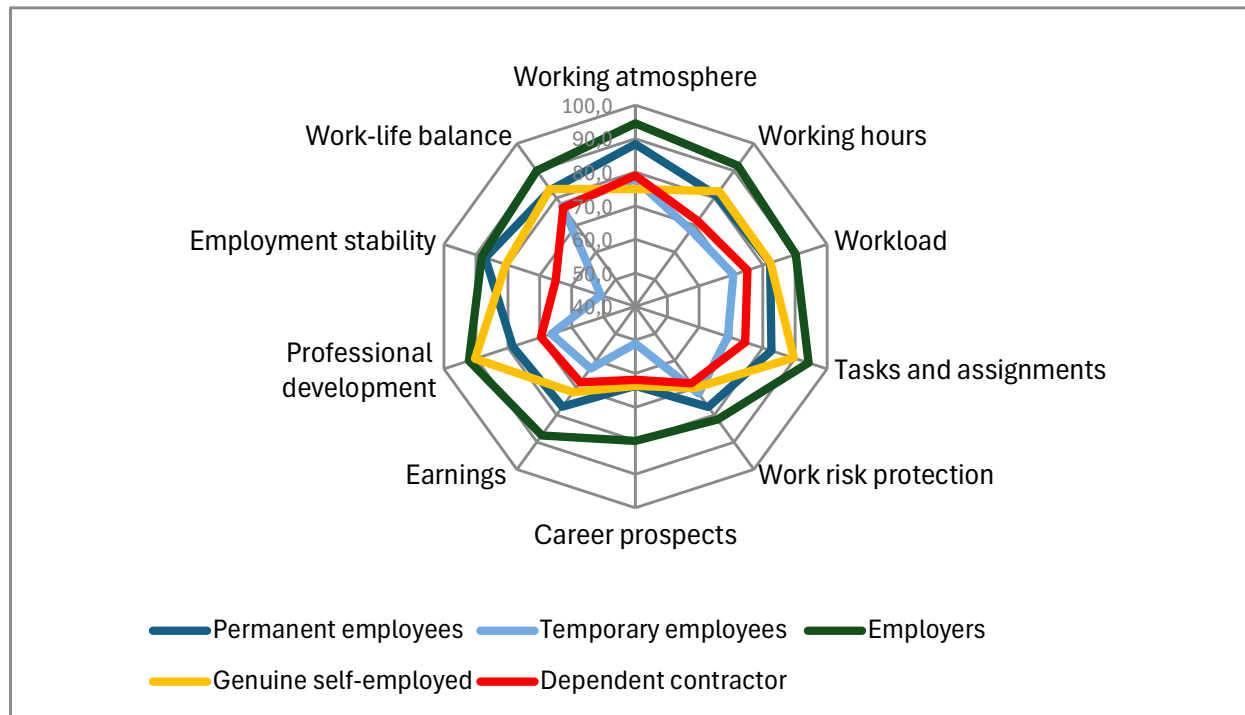 Working atmosphere
100,0
90,0
80,0
70,0
60,0
50,0
40,0
Working hours
Workload
Tasks and assignments
Work risk protection
Career prospects
Earnings
Professional
development
Employment stability
Work-life balance
Permanent employees
Temporary employees
Employers
Genuine self-employed
Dependent contractor